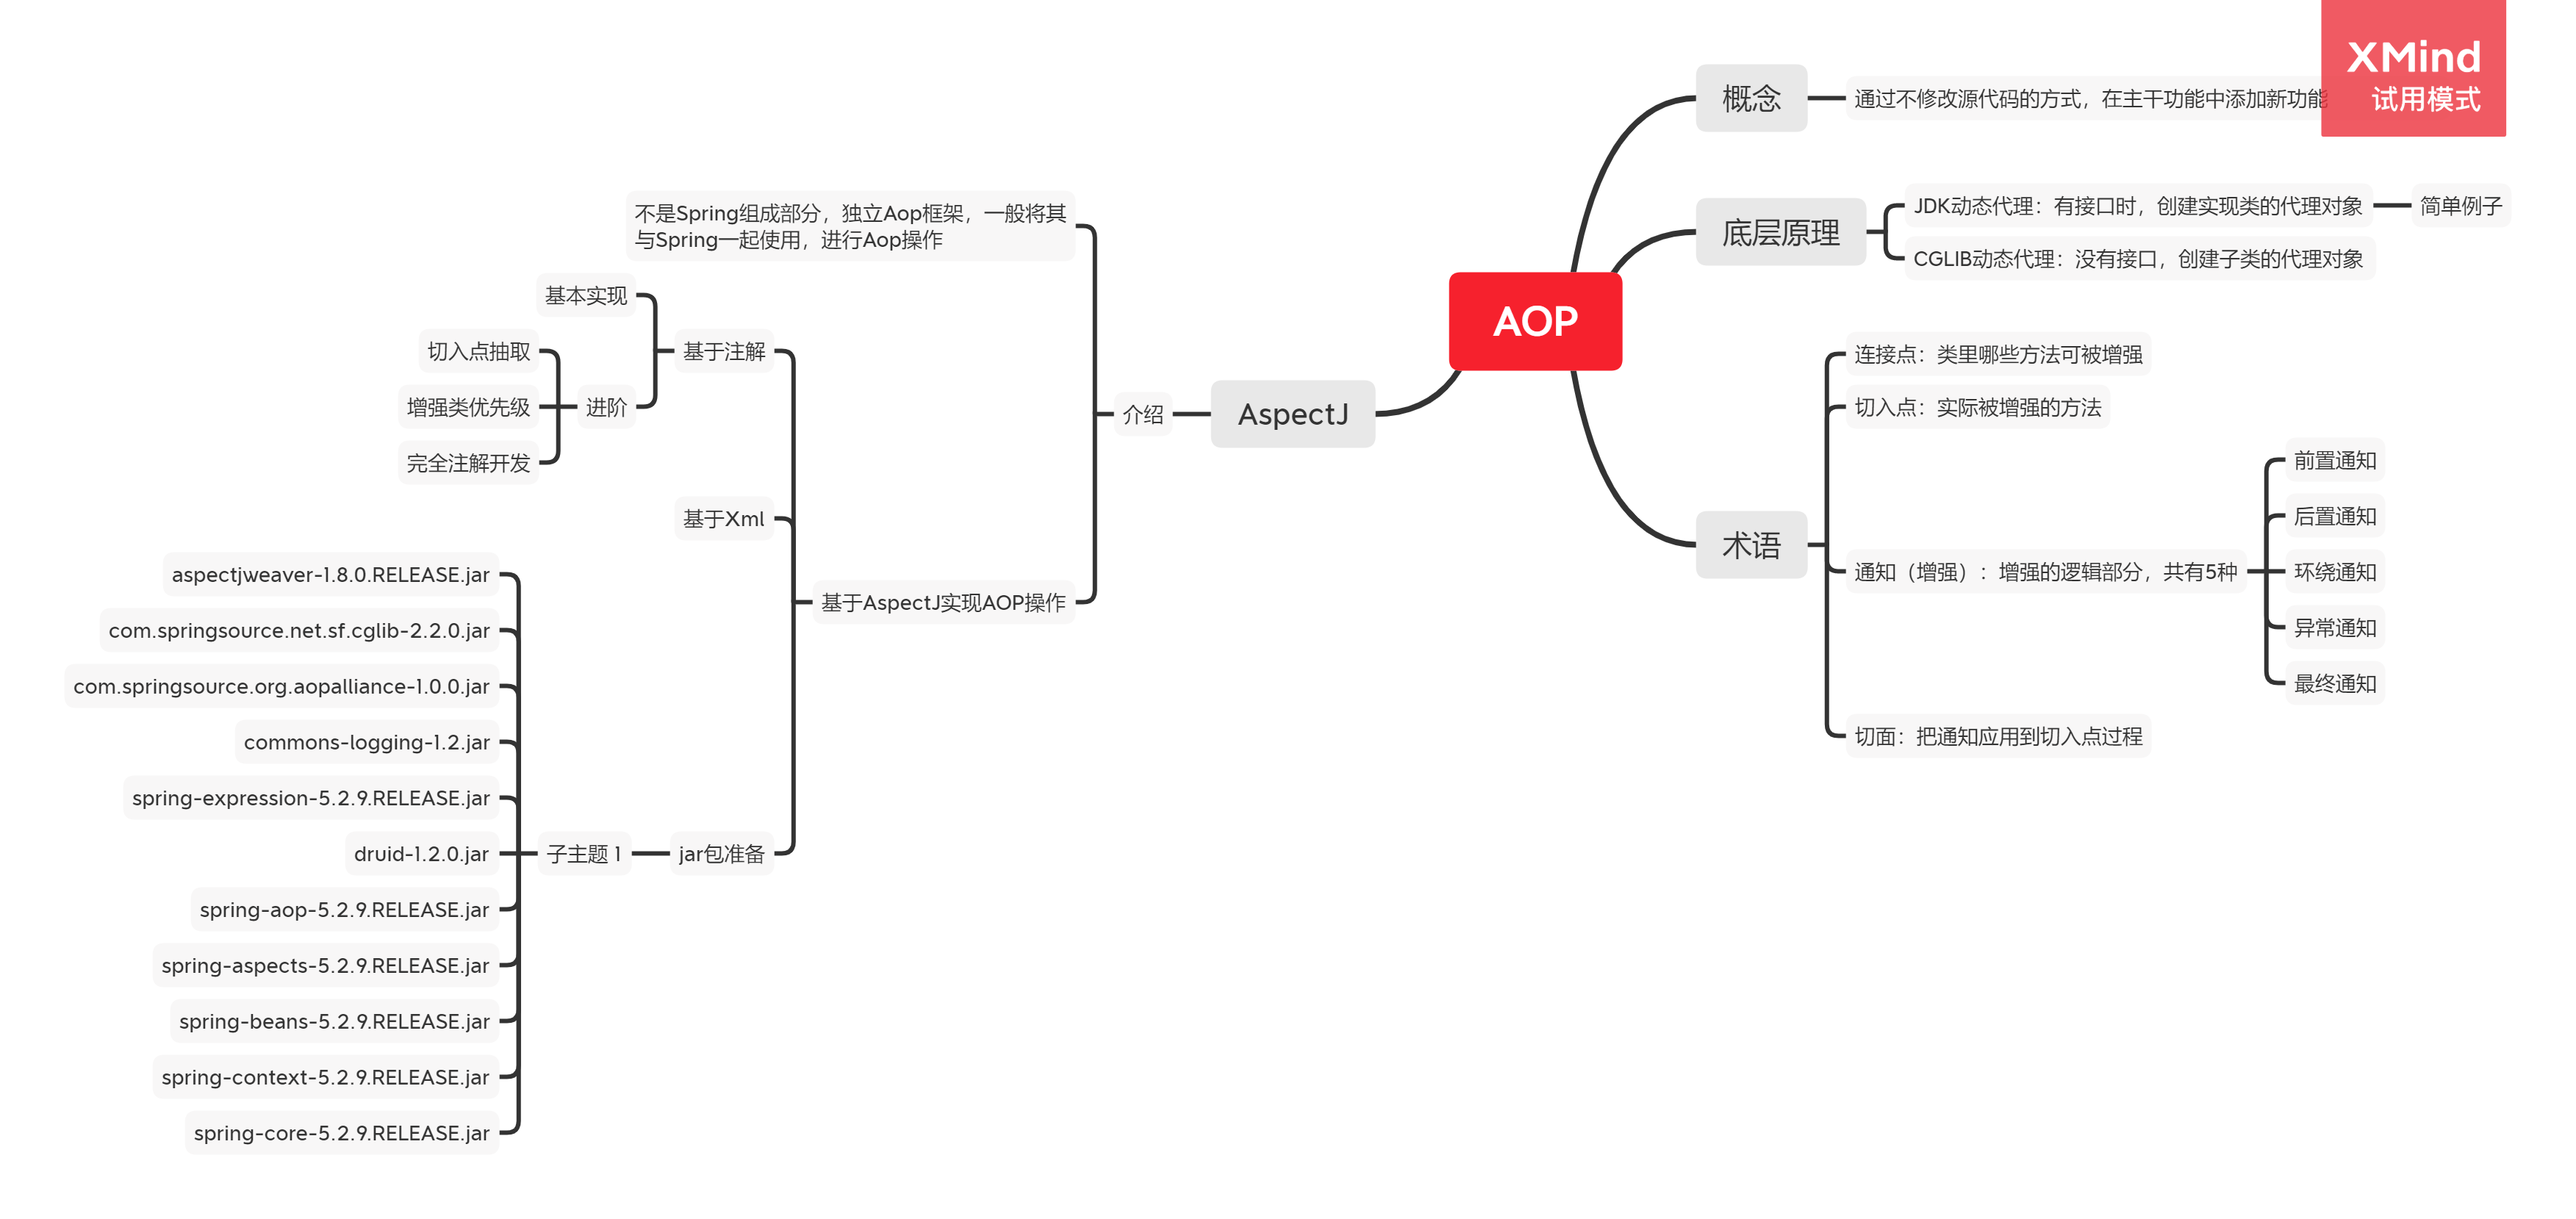 XMind
试用模式
AOP
概念
通过不修改源代码的方式，在主干功能中添加新功能
底层原理
JDK动态代理：有接口时，创建实现类的代理对象
简单例子
CGLIB动态代理：没有接口，创建子类的代理对象
术语
连接点：类里哪些方法可被增强
切入点：实际被增强的方法
通知（增强）：增强的逻辑部分，共有5种
前置通知
后置通知
环绕通知
异常通知
最终通知
切面：把通知应用到切入点过程
AspectJ
介绍
不是Spring组成部分，独立Aop框架，一般将其
与Spring一起使用，进行Aop操作
基于AspectJ实现AOP操作
基于注解
基本实现
进阶
切入点抽取
增强类优先级
完全注解开发
基于Xml
jar包准备
子主题 1
aspectjweaver-1.8.0.RELEASE.jar
com.springsource.net.sf.cglib-2.2.0.jar
com.springsource.org.aopalliance-1.0.0.jar
commons-logging-1.2.jar
spring-expression-5.2.9.RELEASE.jar
druid-1.2.0.jar
spring-aop-5.2.9.RELEASE.jar
spring-aspects-5.2.9.RELEASE.jar
spring-beans-5.2.9.RELEASE.jar
spring-context-5.2.9.RELEASE.jar
spring-core-5.2.9.RELEASE.jar